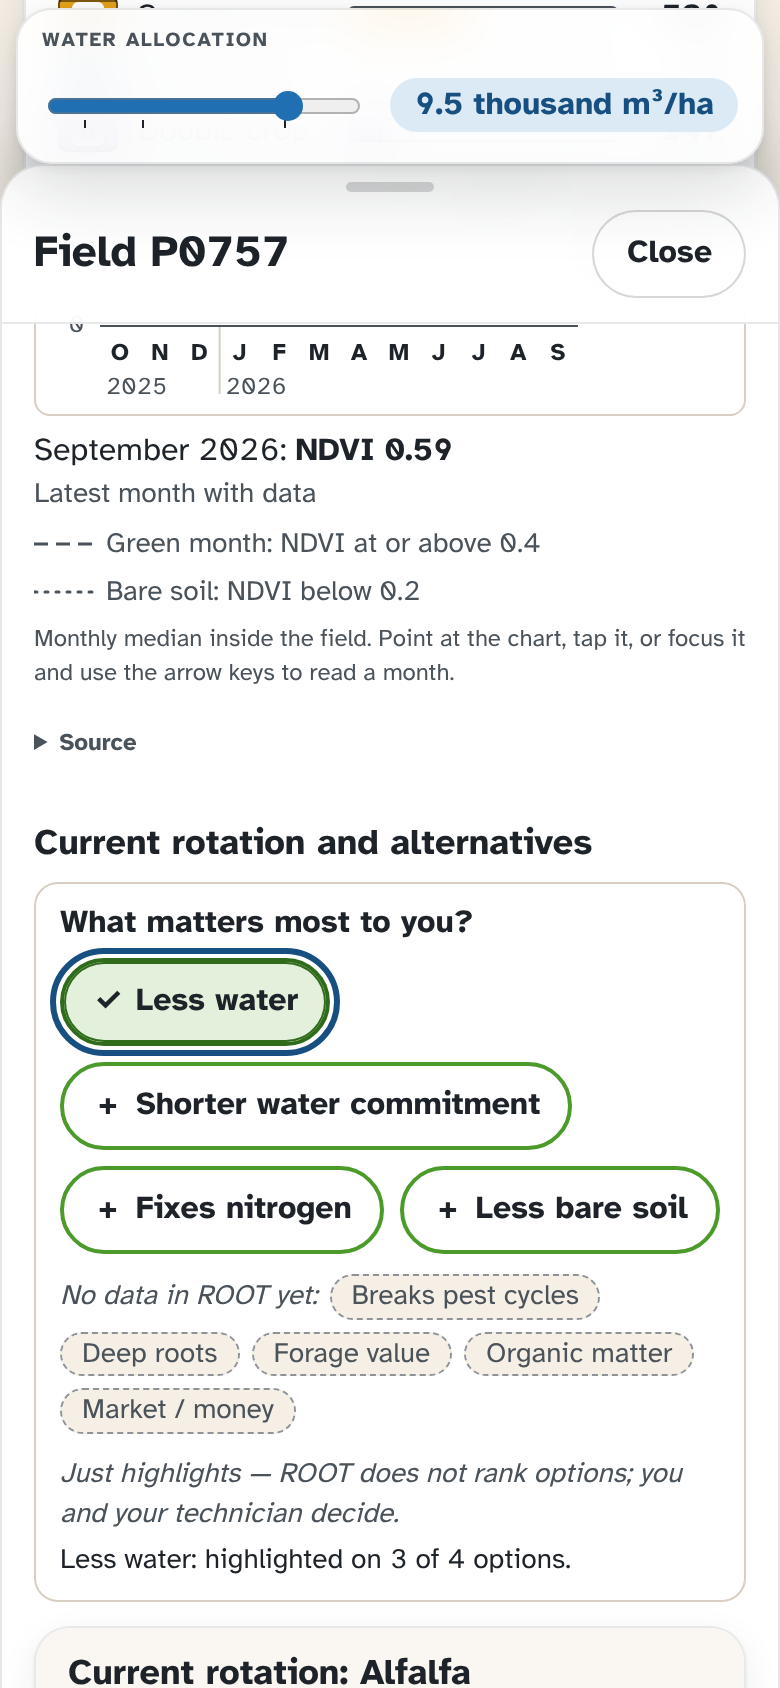 WATER ALLOCATION
9.5 thousand m³/ha
Field P0757
Close
0
O N D J F M A M J J A S
2025 2026
September 2026: NDVI 0.59
Latest month with data
Green month: NDVI at or above 0.4
Bare soil: NDVI below 0.2
Monthly median inside the field. Point at the chart, tap it, or focus it
and use the arrow keys to read a month.
Source
Current rotation and alternatives
What matters most to you?
✓ Less water
+ Shorter water commitment
+ Fixes nitrogen + Less bare soil
No data in ROOT yet: Breaks pest cycles
Deep roots Forage value Organic matter
Market / money
Just highlights — ROOT does not rank options; you
and your technician decide.
Less water: highlighted on 3 of 4 options.
Current rotation: Alfalfa